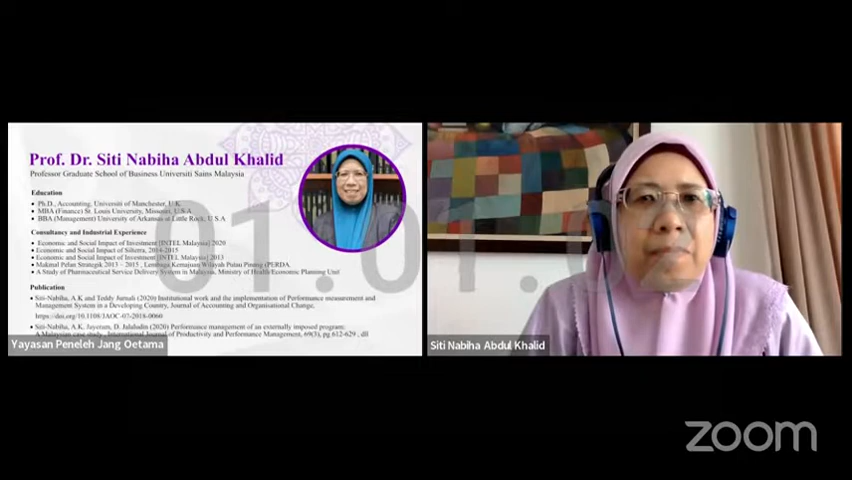 Prof. Dr. Siti Nabiha Abdul Khalid
Professor Graduate School of Business Universiti Sains Malaysia
Education
• Ph.D., Accounting, University of Manchester, U.K.
• MBA (Finance) St. Louis University, Missouri, U.S.A
• BBA (Management) University of Arkansas at Little Rock, U.S.A
Consultancy and Industrial Experience
• Economic and Social Impact of Investment [INTEL Malaysia] 2020
• Economic and Social Impact of Silterra, 2014-2015
• Economic and Social Impact of Investment [INTEL Malaysia] 2013
• Makmal Pelan Strategik 2013 – 2015, Lembaga Kemajuan Wilayah Pulau Pinang (PERDA.
• A Study of Pharmaceutical Service Delivery System in Malaysia, Ministry of Health/Economic Planning Unit
Publication
• Siti-Nabiha, A.K and Teddy Jurnali (2020) Institutional work and the implementation of Performance measurement and
Management System in a Developing Country, Journal of Accounting and Organisational Change,
https://doi.org/10.1108/JAOC-07-2018-0060
• Siti-Nabiha, A.K. Jayetum, D. Jalaludin (2020) Performance management of an externally imposed program:
A Malaysian case study, International Journal of Productivity and Performance Management, 69(3), pg 612-629 , dll
Yayasan Peneleh Jang Oetama
Siti Nabiha Abdul Khalid
01.01.
zoom